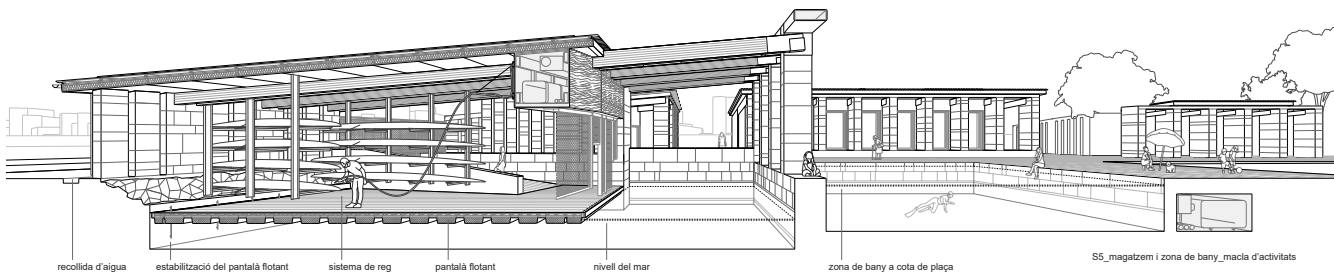 recollida d'aigua
estabilització del pantalà flotant
sistema de reg
pantalà flotant
nivell del mar
zona de bany a cota de plaça
S5_magatzem i zona de bany_macla d'activitats